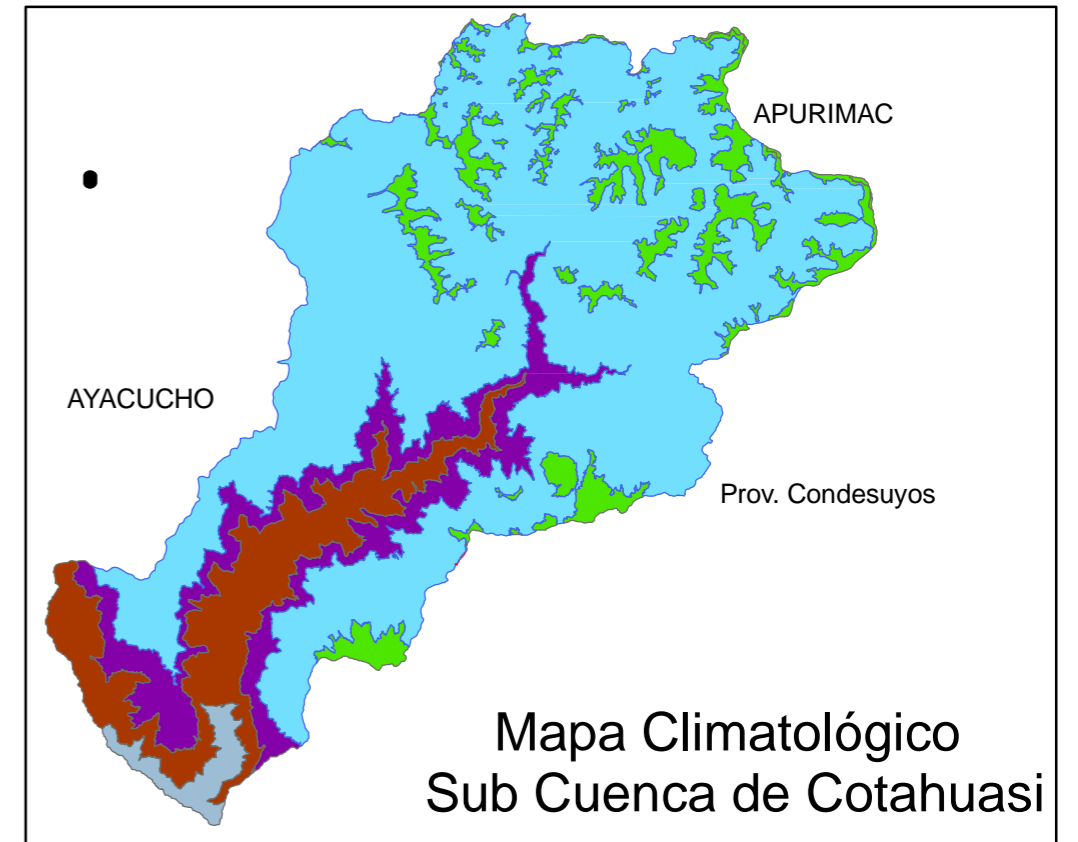 APURIMAC
AYACUCHO
Prov. Condesuyos
Mapa Climatológico
Sub Cuenca de Cotahuasi